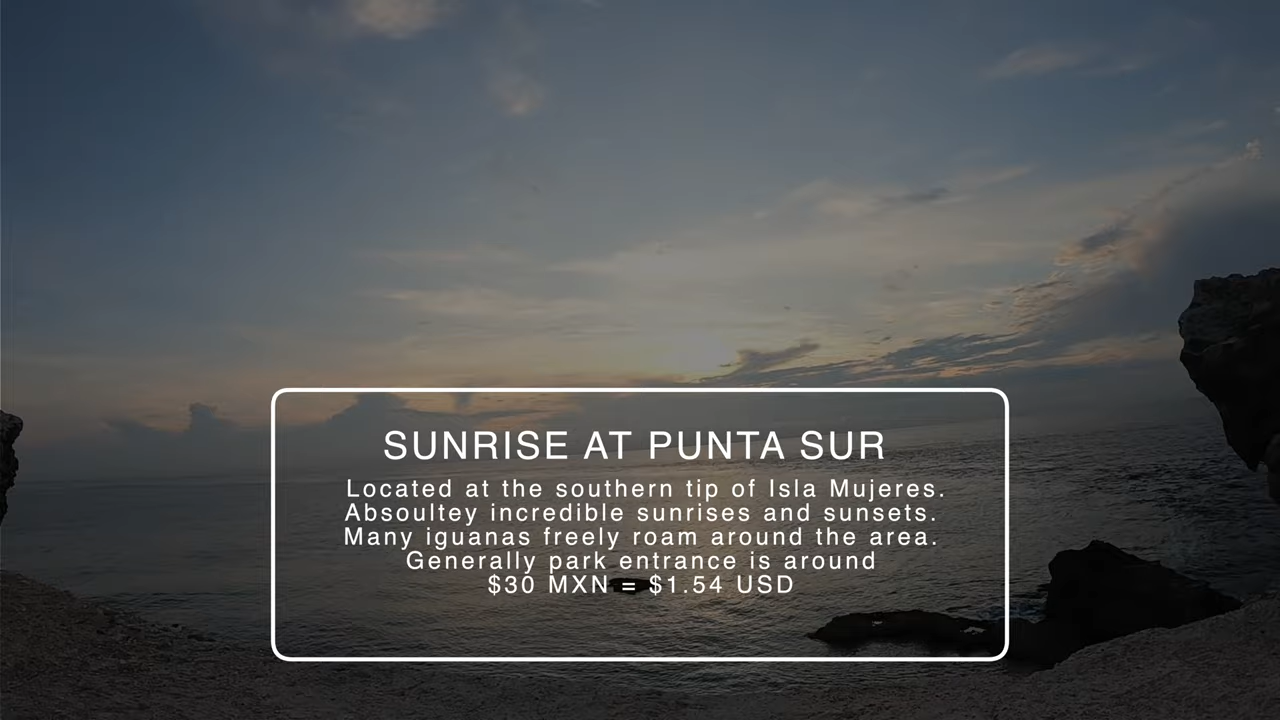 SUNRISE AT PUNTA SUR
Located at the southern tip of Isla Mujeres.
Absoultey incredible sunrises and sunsets.
Many iguanas freely roam around the area.
Generally park entrance is around
$30 MXN = $1.54 USD